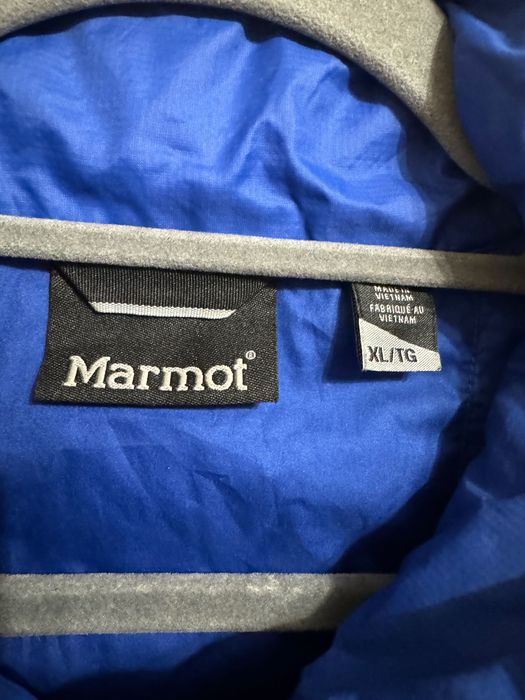 Marmot®
MADE IN
VIETNAM
FABRIQUÉ AU
VIETNAM
XL/TG